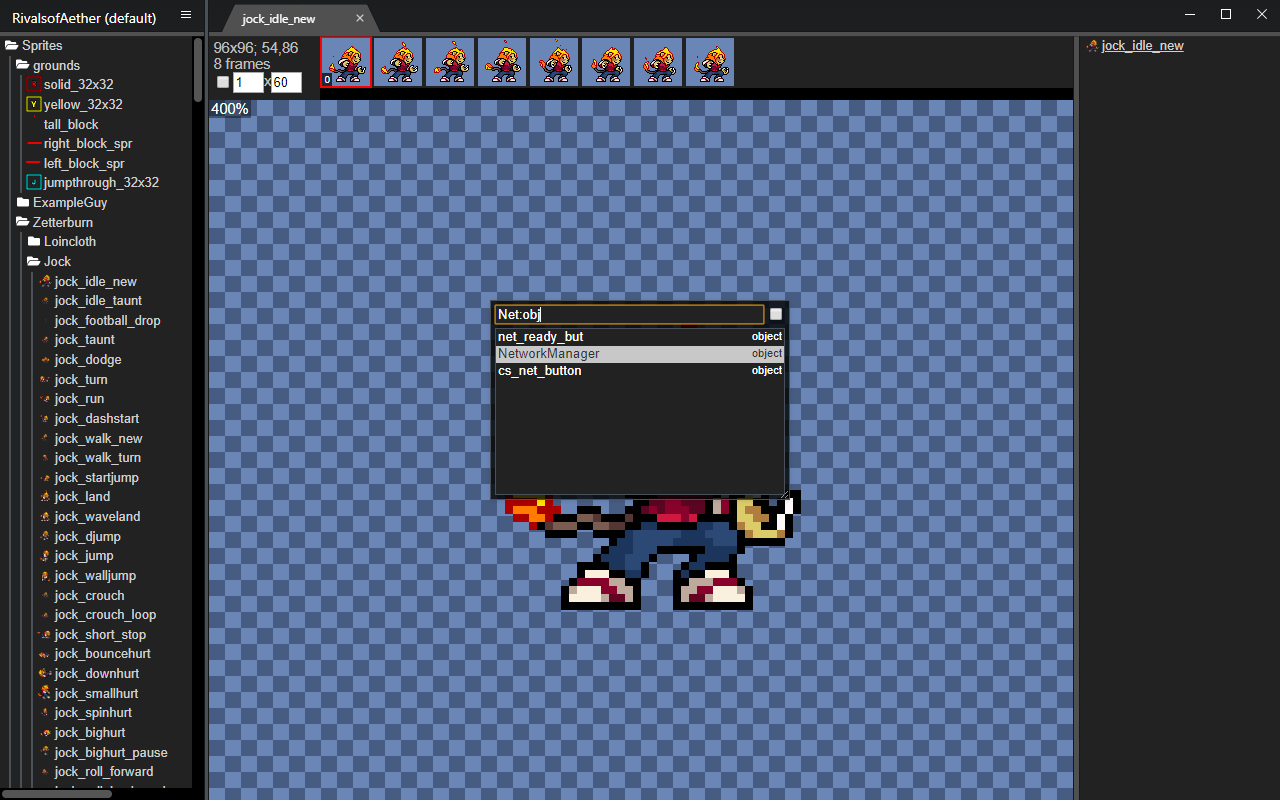 RivalsofAether (default)
jock_idle_new
Sprites
grounds
solid_32x32
Y yellow_32x32
tall_block
right_block_spr
left_block_spr
J jumpthrough_32x32
ExampleGuy
Zetterburn
Loincloth
Jock
jock_idle_new
jock_idle_taunt
jock_football_drop
jock_taunt
jock_dodge
jock_turn
jock_run
jock_dashstart
jock_walk_new
jock_walk_turn
jock_startjump
jock_land
jock_waveland
jock_djump
jock_jump
jock_walljump
jock_crouch
jock_crouch_loop
jock_short_stop
jock_bouncehurt
jock_downhurt
jock_smallhurt
jock_spinhurt
jock_bighurt
jock_bighurt_pause
jock_roll_forward
96x96; 54,86
8 frames
1 x 60
0
400%
Net:obj
net_ready_but object
NetworkManager object
cs_net_button object
jock_idle_new